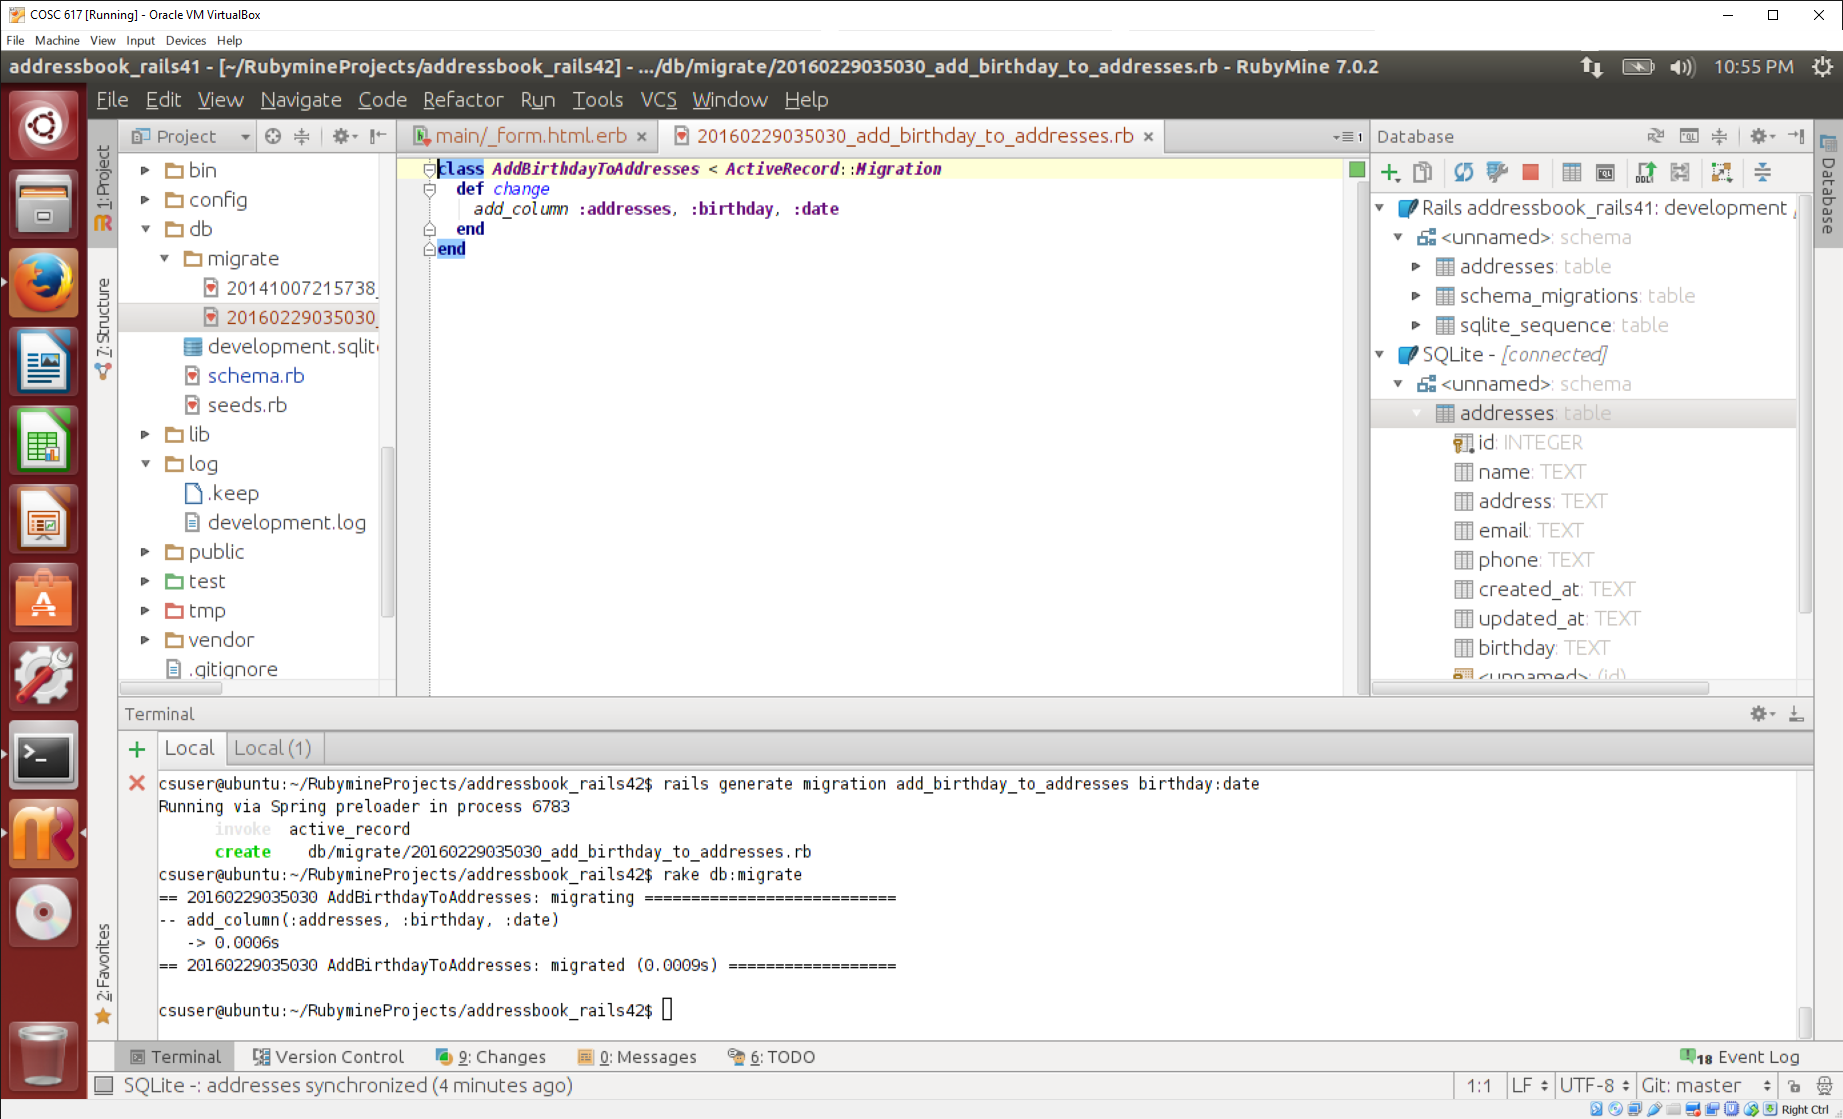 COSC 617 [Running] - Oracle VM VirtualBox
File Machine View Input Devices Help
addressbook_rails41 - [~/RubymineProjects/addressbook_rails42] - .../db/migrate/20160229035030_add_birthday_to_addresses.rb - RubyMine 7.0.2
10:55 PM
File Edit View Navigate Code Refactor Run Tools VCS Window Help
1: Project
7: Structure
2: Favorites
Project
bin
config
db
migrate
20141007215738_
20160229035030_
development.sqlite
schema.rb
seeds.rb
lib
log
.keep
development.log
public
test
tmp
vendor
.gitignore
main/_form.html.erb
20160229035030_add_birthday_to_addresses.rb
1
class AddBirthdayToAddresses < ActiveRecord::Migration
def change
add_column :addresses, :birthday, :date
end
end
Database
Database
Rails addressbook_rails41: development
<unnamed>: schema
addresses: table
schema_migrations: table
sqlite_sequence: table
SQLite - [connected]
<unnamed>: schema
addresses: table
id: INTEGER
name: TEXT
address: TEXT
email: TEXT
phone: TEXT
created_at: TEXT
updated_at: TEXT
birthday: TEXT
<unnamed>: (id)
Terminal
Local Local (1)
csuser@ubuntu:~/RubymineProjects/addressbook_rails42$ rails generate migration add_birthday_to_addresses birthday:date
Running via Spring preloader in process 6783
invoke active_record
create db/migrate/20160229035030_add_birthday_to_addresses.rb
csuser@ubuntu:~/RubymineProjects/addressbook_rails42$ rake db:migrate
== 20160229035030 AddBirthdayToAddresses: migrating ===========================
-- add_column(:addresses, :birthday, :date)
-> 0.0006s
== 20160229035030 AddBirthdayToAddresses: migrated (0.0009s) ==================
csuser@ubuntu:~/RubymineProjects/addressbook_rails42$
Terminal Version Control 9: Changes 0: Messages 6: TODO
18 Event Log
SQLite -: addresses synchronized (4 minutes ago)
1:1 LF UTF-8 Git: master
Right Ctrl